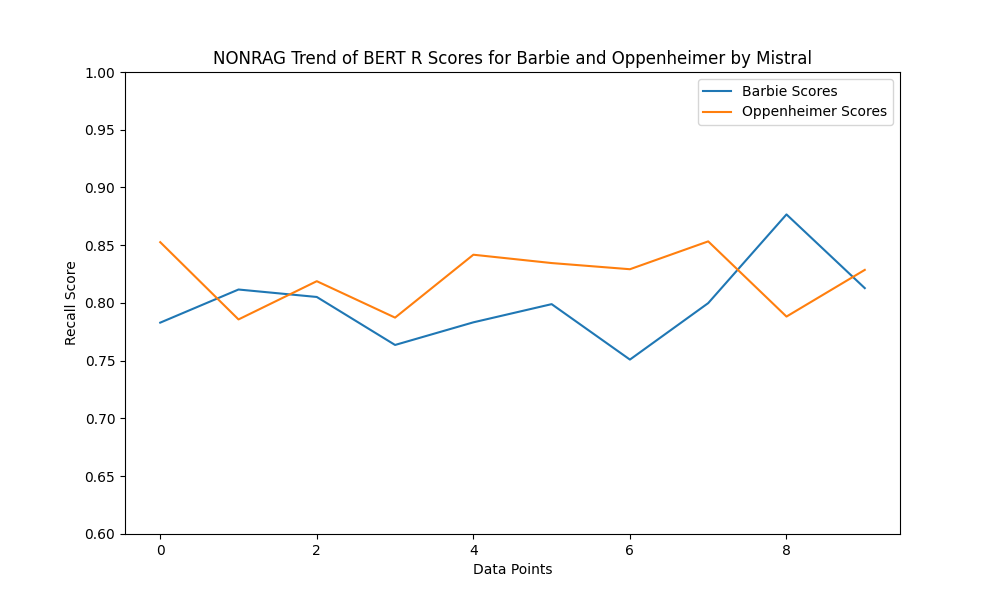 NONRAG Trend of BERT R Scores for Barbie and Oppenheimer by Mistral
1.00
0.95
0.90
0.85
0.80
0.75
0.70
0.65
0.60
Recall Score
Barbie Scores
Oppenheimer Scores
0 2 4 6 8
Data Points